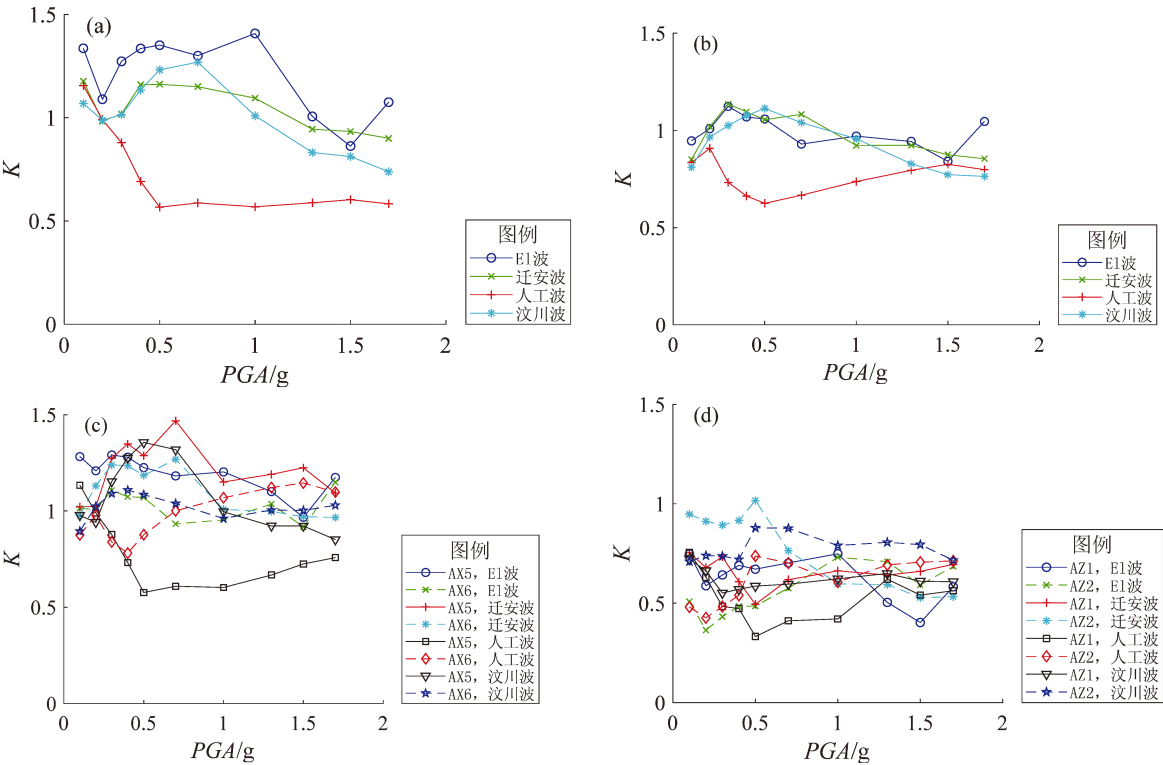 (a)
1.5
1
0.5
0
K
0
0.5
1
1.5
2
PGA/g
图例
El波
迁安波
人工波
汶川波
(b)
1.5
1
0.5
0
K
0
0.5
1
1.5
2
PGA/g
图例
El波
迁安波
人工波
汶川波
(c)
1.5
1
0.5
0
K
0
0.5
1
1.5
2
PGA/g
图例
AX5，El波
AX6，El波
AX5，迁安波
AX6，迁安波
AX5，人工波
AX6，人工波
AX5，汶川波
AX6，汶川波
(d)
1.5
1
0.5
0
K
0
0.5
1
1.5
2
PGA/g
图例
AZ1，El波
AZ2，El波
AZ1，迁安波
AZ2，迁安波
AZ1，人工波
AZ2，人工波
AZ1，汶川波
AZ2，汶川波